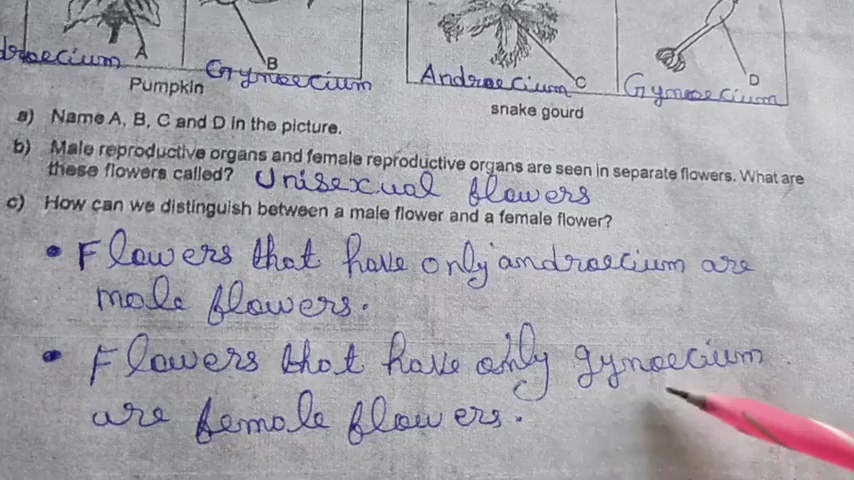 A
B
C
D
droecium
Gynoecium
Androecium
Gynoecium
Pumpkin
snake gourd
a) Name A, B, C and D in the picture.
b) Male reproductive organs and female reproductive organs are seen in separate flowers. What are
these flowers called? Unisexual flowers
c) How can we distinguish between a male flower and a female flower?
• Flowers that have only androecium are
male flowers.
• Flowers that have only gynoecium
are female flowers.